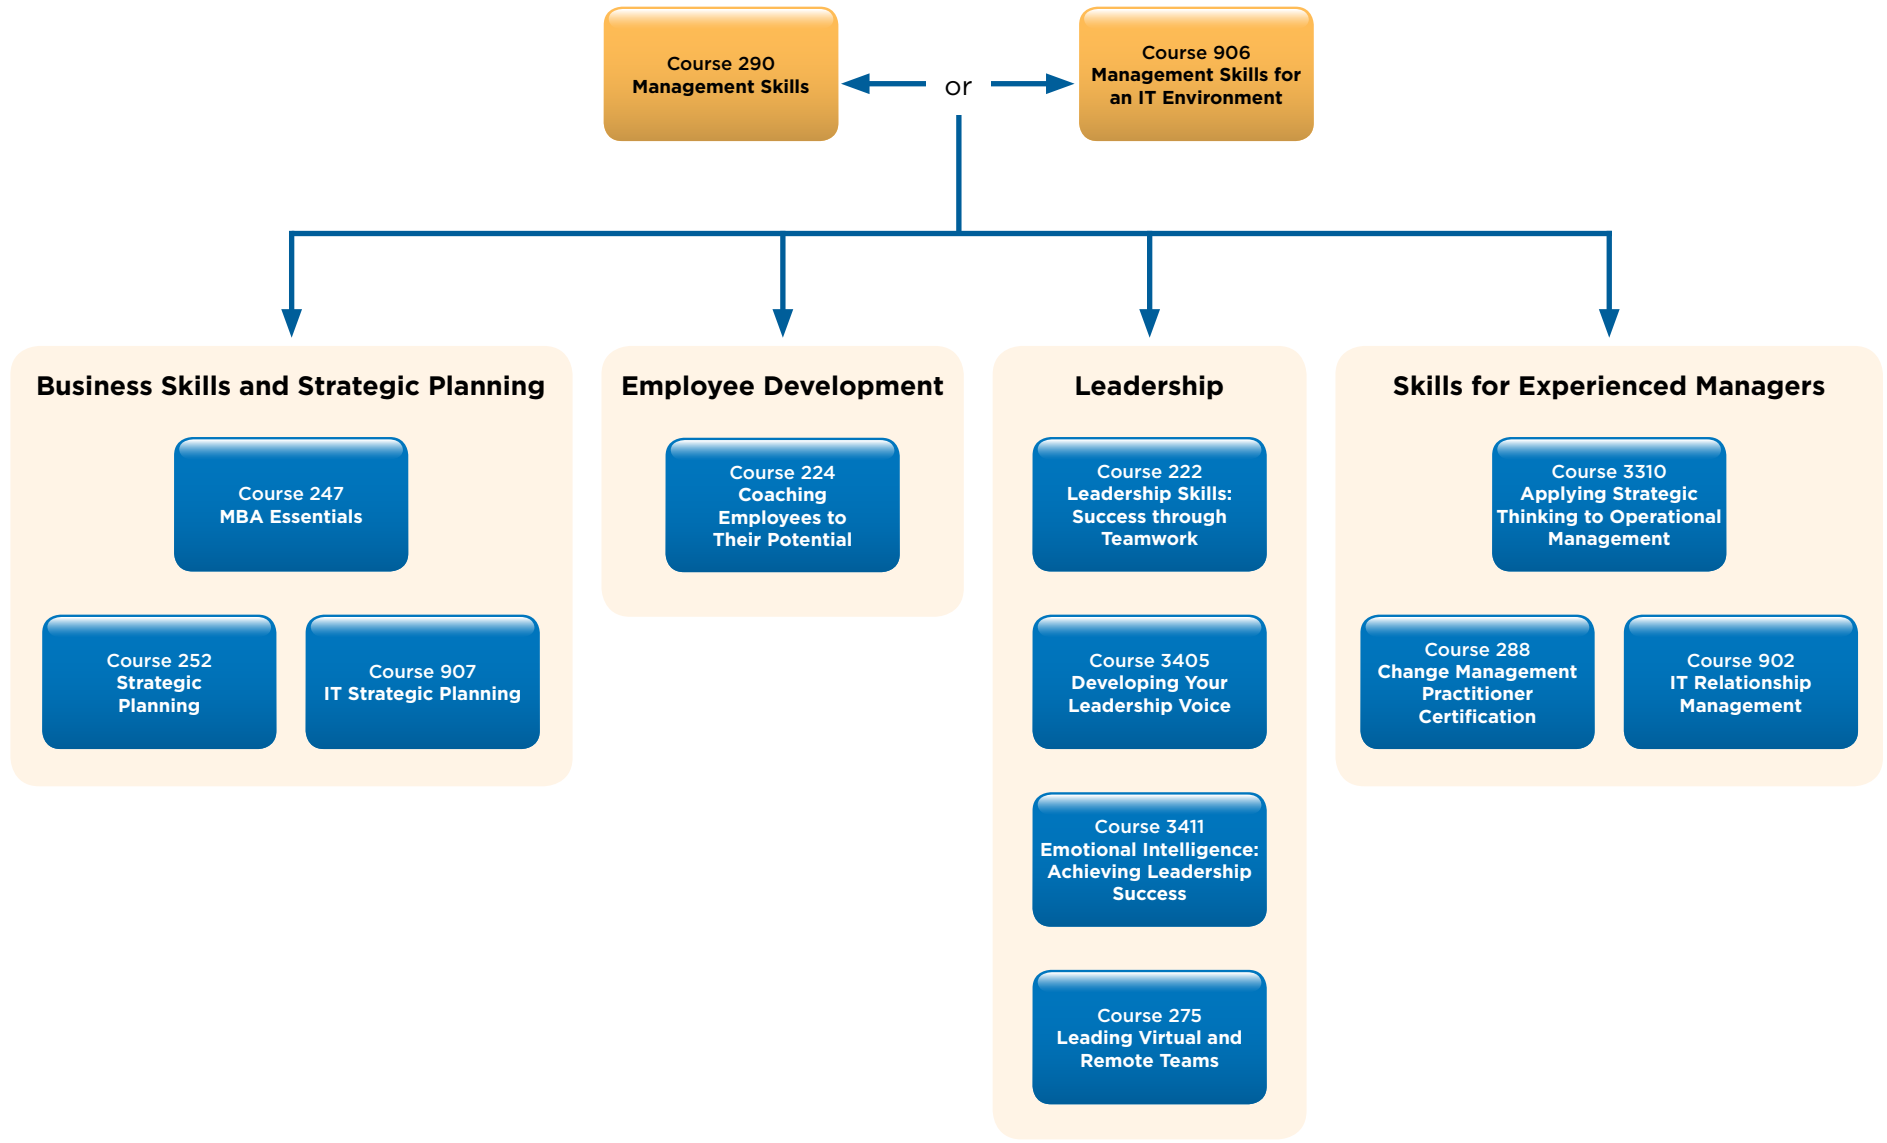 Course 290
Management Skills
or
Course 906
Management Skills for
an IT Environment
Business Skills and Strategic Planning
Course 247
MBA Essentials
Course 252
Strategic
Planning
Course 907
IT Strategic Planning
Employee Development
Course 224
Coaching
Employees to
Their Potential
Leadership
Course 222
Leadership Skills:
Success through
Teamwork
Course 3405
Developing Your
Leadership Voice
Course 3411
Emotional Intelligence:
Achieving Leadership
Success
Course 275
Leading Virtual and
Remote Teams
Skills for Experienced Managers
Course 3310
Applying Strategic
Thinking to Operational
Management
Course 288
Change Management
Practitioner
Certification
Course 902
IT Relationship
Management